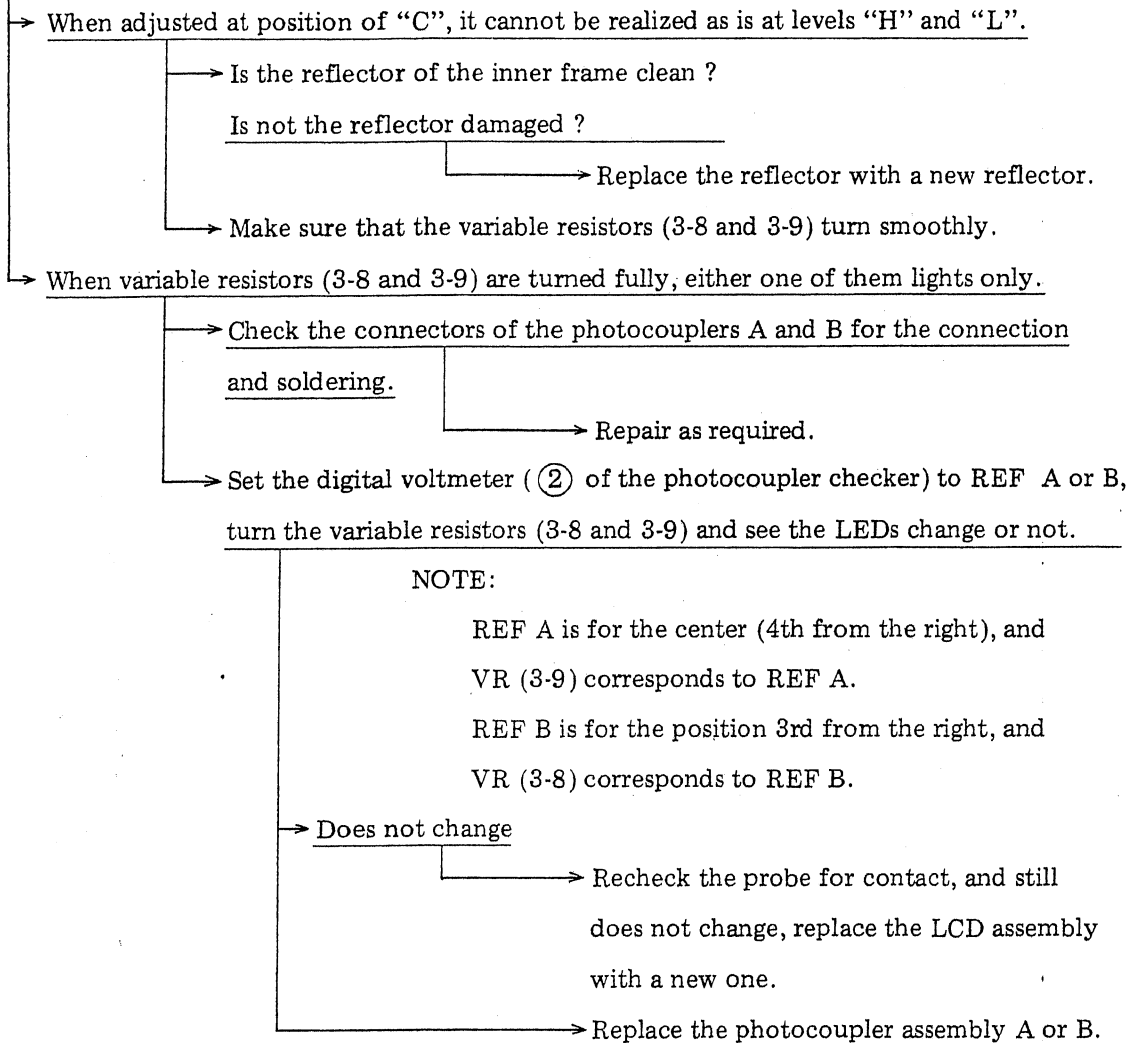 When adjusted at position of “C”, it cannot be realized as is at levels “H” and “L”.
Is the reflector of the inner frame clean ?
Is not the reflector damaged ?
Replace the reflector with a new reflector.
Make sure that the variable resistors (3-8 and 3-9) turn smoothly.
When variable resistors (3-8 and 3-9) are turned fully, either one of them lights only.
Check the connectors of the photocouplers A and B for the connection
and soldering.
Repair as required.
Set the digital voltmeter (② of the photocoupler checker) to REF A or B,
turn the variable resistors (3-8 and 3-9) and see the LEDs change or not.
NOTE:
REF A is for the center (4th from the right), and
VR (3-9) corresponds to REF A.
REF B is for the position 3rd from the right, and
VR (3-8) corresponds to REF B.
Does not change
Recheck the probe for contact, and still
does not change, replace the LCD assembly
with a new one.
Replace the photocoupler assembly A or B.